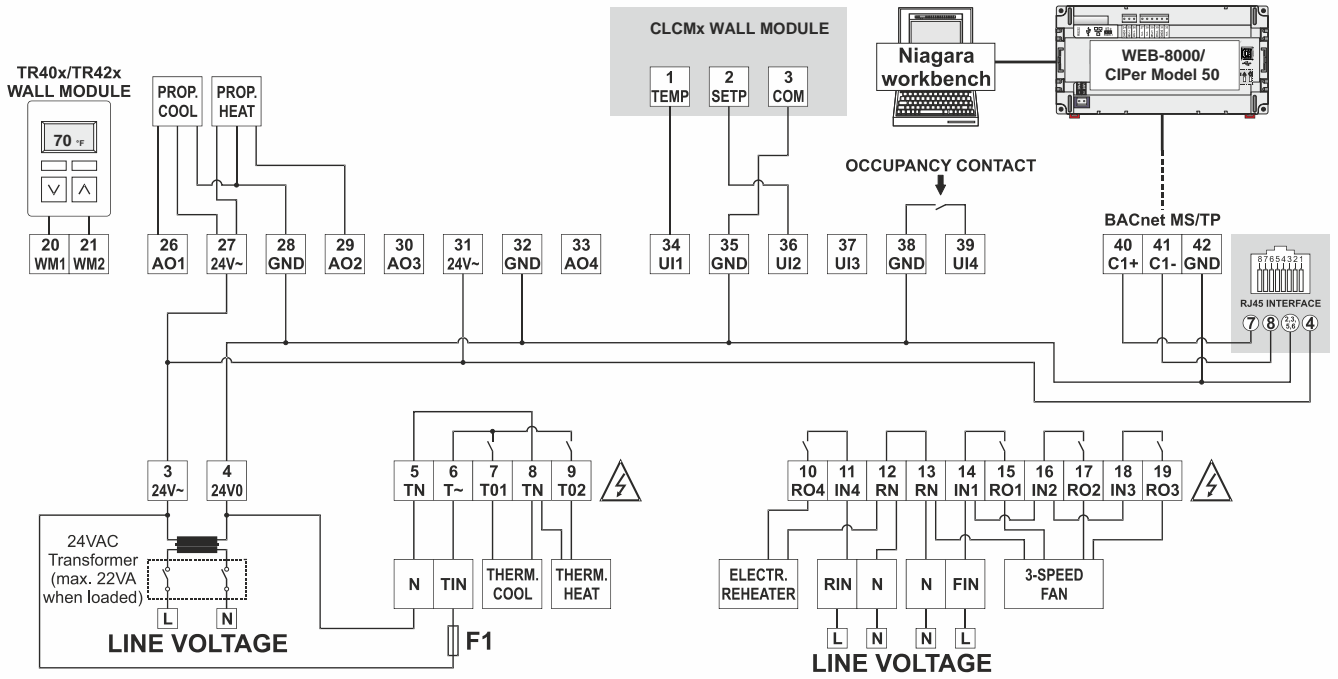 CLCMx WALL MODULE
1
TEMP
2
SETP
3
COM
Niagara
workbench
WEB-8000/
CIPer Model 50
TR40x/TR42x
WALL MODULE
70 °F
PROP.
COOL
PROP.
HEAT
OCCUPANCY CONTACT
BACnet MS/TP
20
WM1
21
WM2
26
AO1
27
24V~
28
GND
29
AO2
30
AO3
31
24V~
32
GND
33
AO4
34
UI1
35
GND
36
UI2
37
UI3
38
GND
39
UI4
40
C1+
41
C1-
42
GND
87654321
RJ45 INTERFACE
7
8
2,3,
5,6
4
3
24V~
4
24V0
5
TN
6
T~
7
T01
8
TN
9
T02
10
RO4
11
IN4
12
RN
13
RN
14
IN1
15
RO1
16
IN2
17
RO2
18
IN3
19
RO3
24VAC
Transformer
(max. 22VA
when loaded)
L
N
LINE VOLTAGE
N
TIN
THERM.
COOL
THERM.
HEAT
F1
ELECTR.
REHEATER
RIN
N
N
FIN
3-SPEED
FAN
L
N
N
L
LINE VOLTAGE